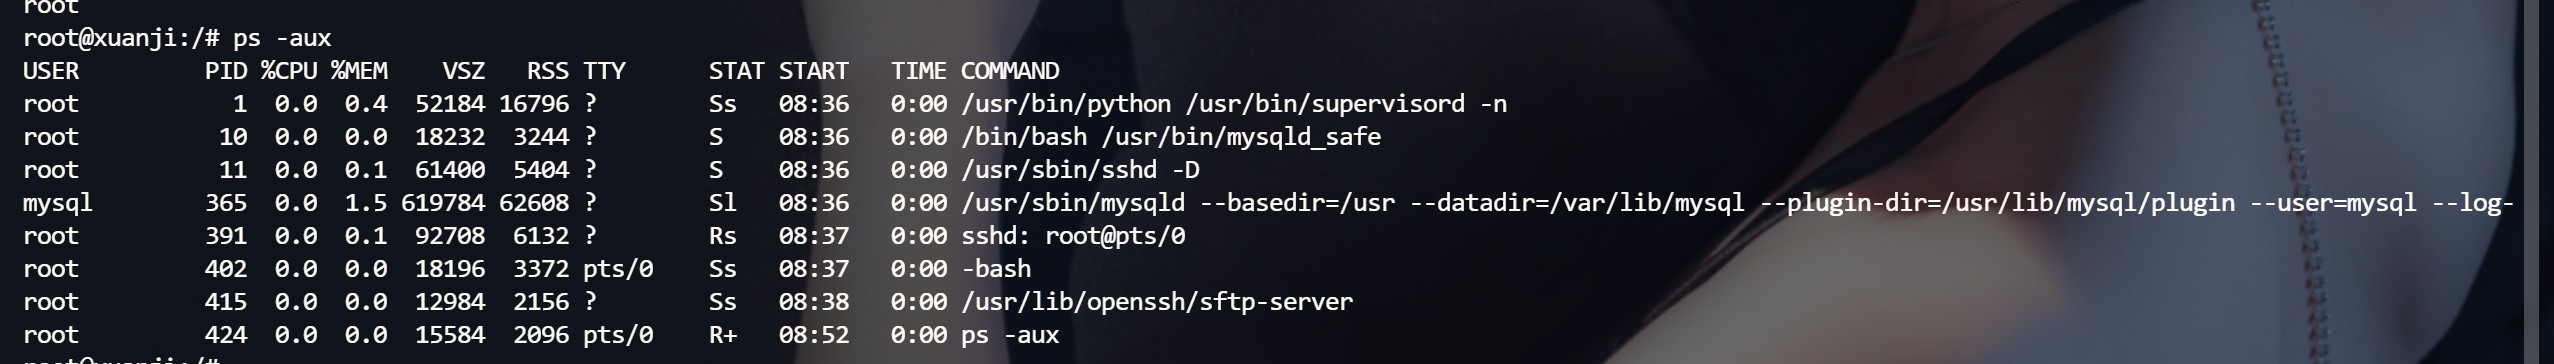 root
root@xuanji:/# ps -aux
USER PID %CPU %MEM VSZ RSS TTY STAT START TIME COMMAND
root 1 0.0 0.4 52184 16796 ? Ss 08:36 0:00 /usr/bin/python /usr/bin/supervisord -n
root 10 0.0 0.0 18232 3244 ? S 08:36 0:00 /bin/bash /usr/bin/mysqld_safe
root 11 0.0 0.1 61400 5404 ? S 08:36 0:00 /usr/sbin/sshd -D
mysql 365 0.0 1.5 619784 62608 ? Sl 08:36 0:00 /usr/sbin/mysqld --basedir=/usr --datadir=/var/lib/mysql --plugin-dir=/usr/lib/mysql/plugin --user=mysql --log-
root 391 0.0 0.1 92708 6132 ? Rs 08:37 0:00 sshd: root@pts/0
root 402 0.0 0.0 18196 3372 pts/0 Ss 08:37 0:00 -bash
root 415 0.0 0.0 12984 2156 ? Ss 08:38 0:00 /usr/lib/openssh/sftp-server
root 424 0.0 0.0 15584 2096 pts/0 R+ 08:52 0:00 ps -aux
root@xuanji:/#